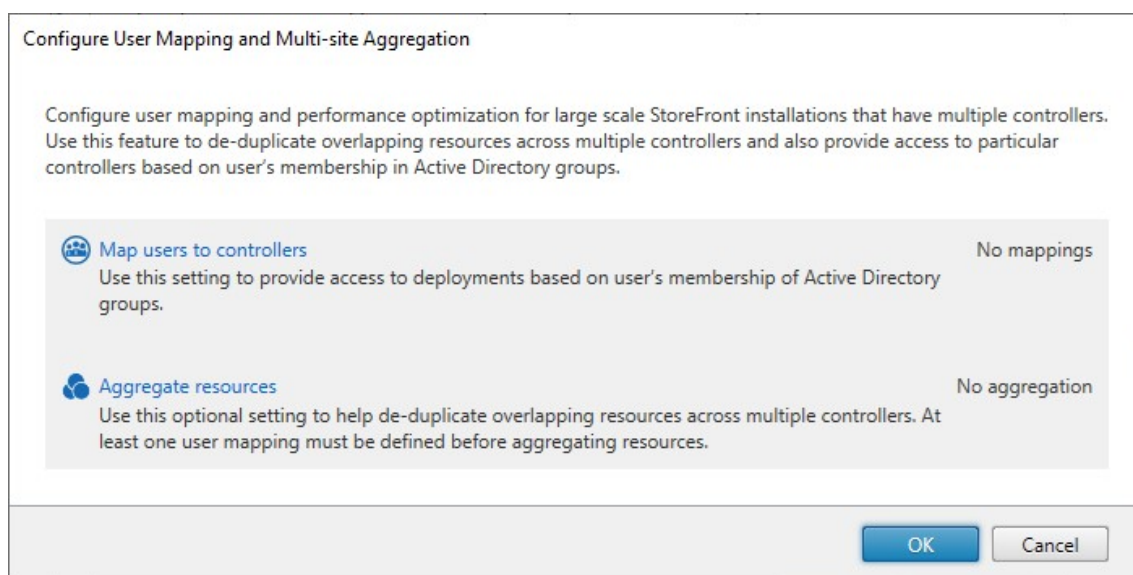 Configure User Mapping and Multi-site Aggregation
Configure user mapping and performance optimization for large scale StoreFront installations that have multiple controllers.
Use this feature to de-duplicate overlapping resources across multiple controllers and also provide access to particular
controllers based on user's membership in Active Directory groups.
Map users to controllers
No mappings
Use this setting to provide access to deployments based on user's membership of Active Directory
groups.
Aggregate resources
No aggregation
Use this optional setting to help de-duplicate overlapping resources across multiple controllers. At
least one user mapping must be defined before aggregating resources.
OK
Cancel